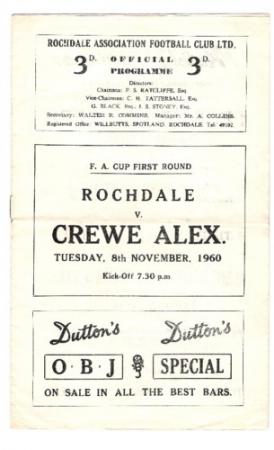 ROCHDALE ASSOCIATION FOOTBALL CLUB LTD.
3D. OFFICIAL PROGRAMME 3D.
Directors:
Chairman: F. S. RATCLIFFE, Esq.
Vice-Chairman: C. H. TATTERSALL, Esq.
G. BLACK, Esq., J. S. STONEY, Esq.
Secretary: WALTER R. COMMINS. Manager: Mr. A. COLLINS.
Registered Office: WILLBUTTS, SPOTLAND, ROCHDALE. Tel. 49102.
F. A. CUP FIRST ROUND
ROCHDALE
V.
CREWE ALEX.
TUESDAY, 8th NOVEMBER, 1960
Kick-Off 7.30 p.m.
Dutton's Dutton's
O·B·J SPECIAL
ON SALE IN ALL THE BEST BARS.